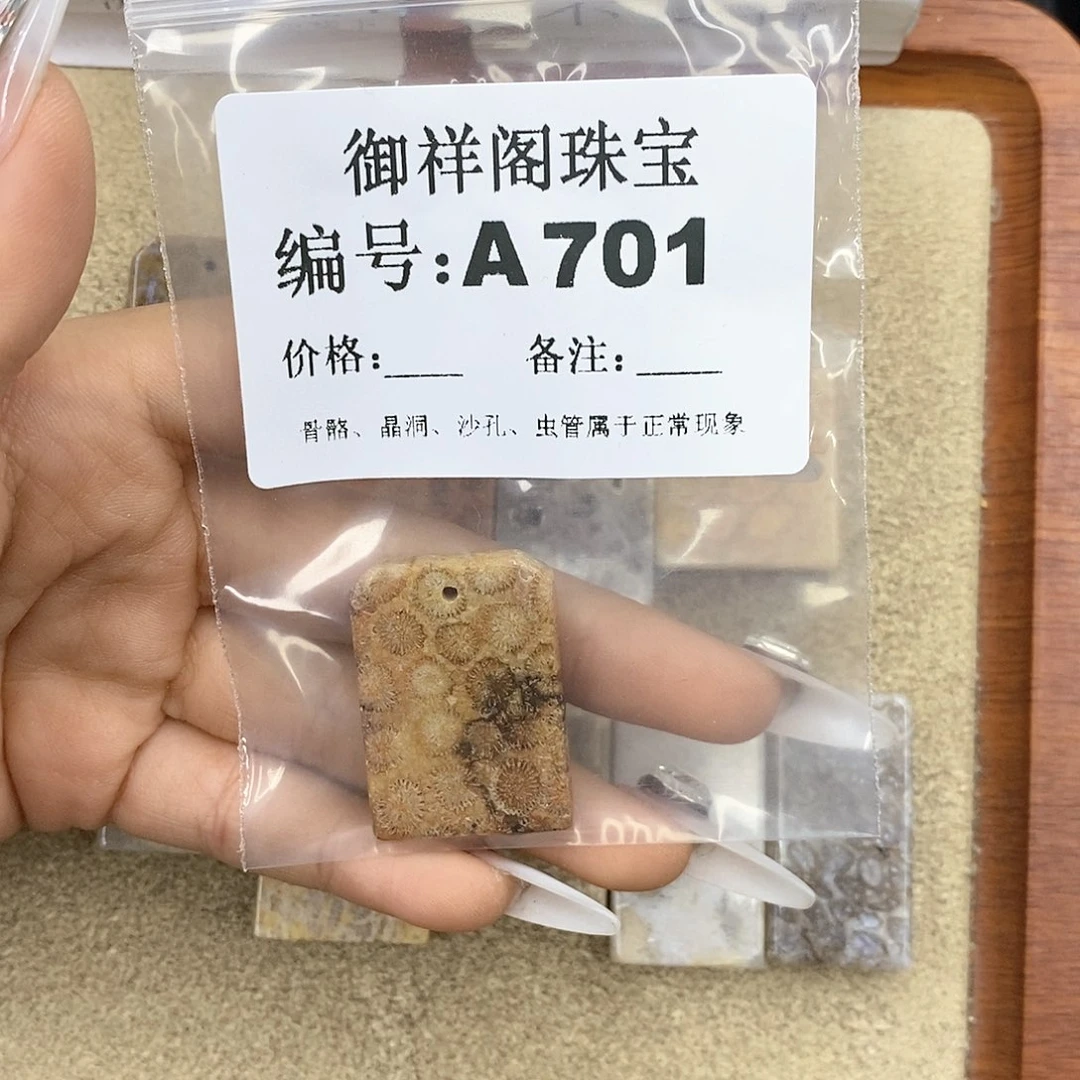 御祥阁珠宝
编号:A701
价格:____ 备注:____
骨骼、晶洞、沙孔、虫管属于正常现象